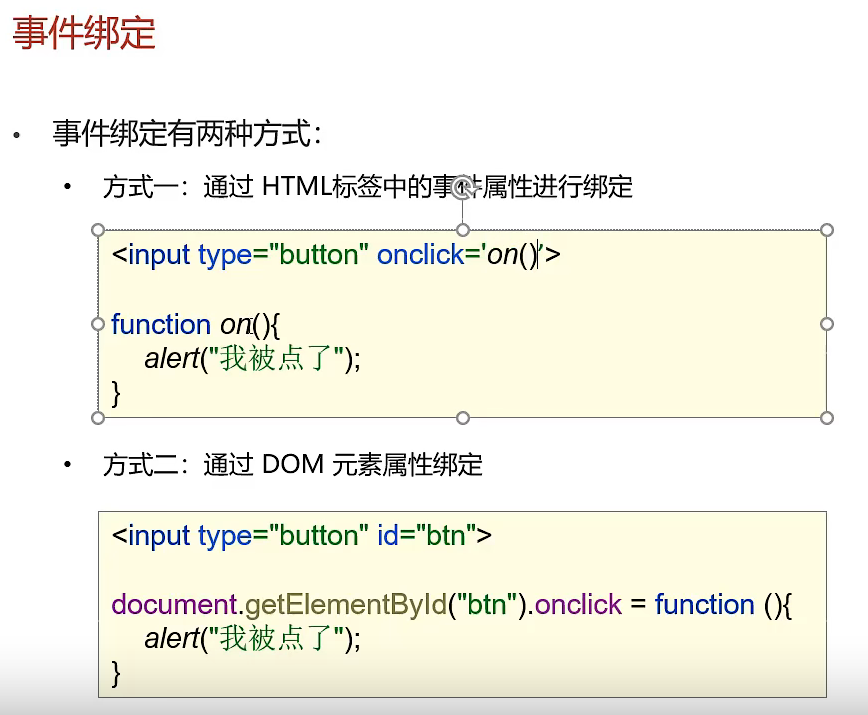 事件绑定
• 事件绑定有两种方式：
• 方式一：通过 HTML标签中的事件属性进行绑定
<input type="button" onclick='on()'>
function on(){
alert("我被点了");
}
• 方式二：通过 DOM 元素属性绑定
<input type="button" id="btn">
document.getElementById("btn").onclick = function (){
alert("我被点了");
}